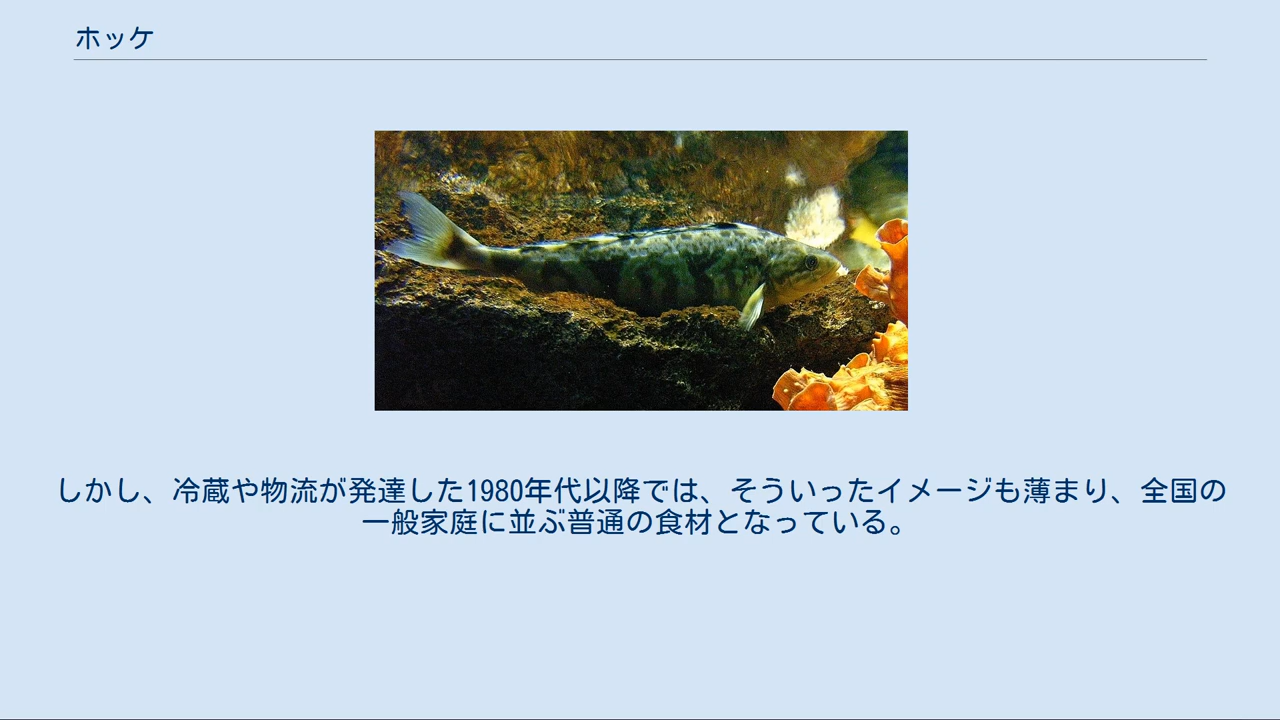 ホッケ
しかし、冷蔵や物流が発達した1980年代以降では、そういったイメージも薄まり、全国の
一般家庭に並ぶ普通の食材となっている。